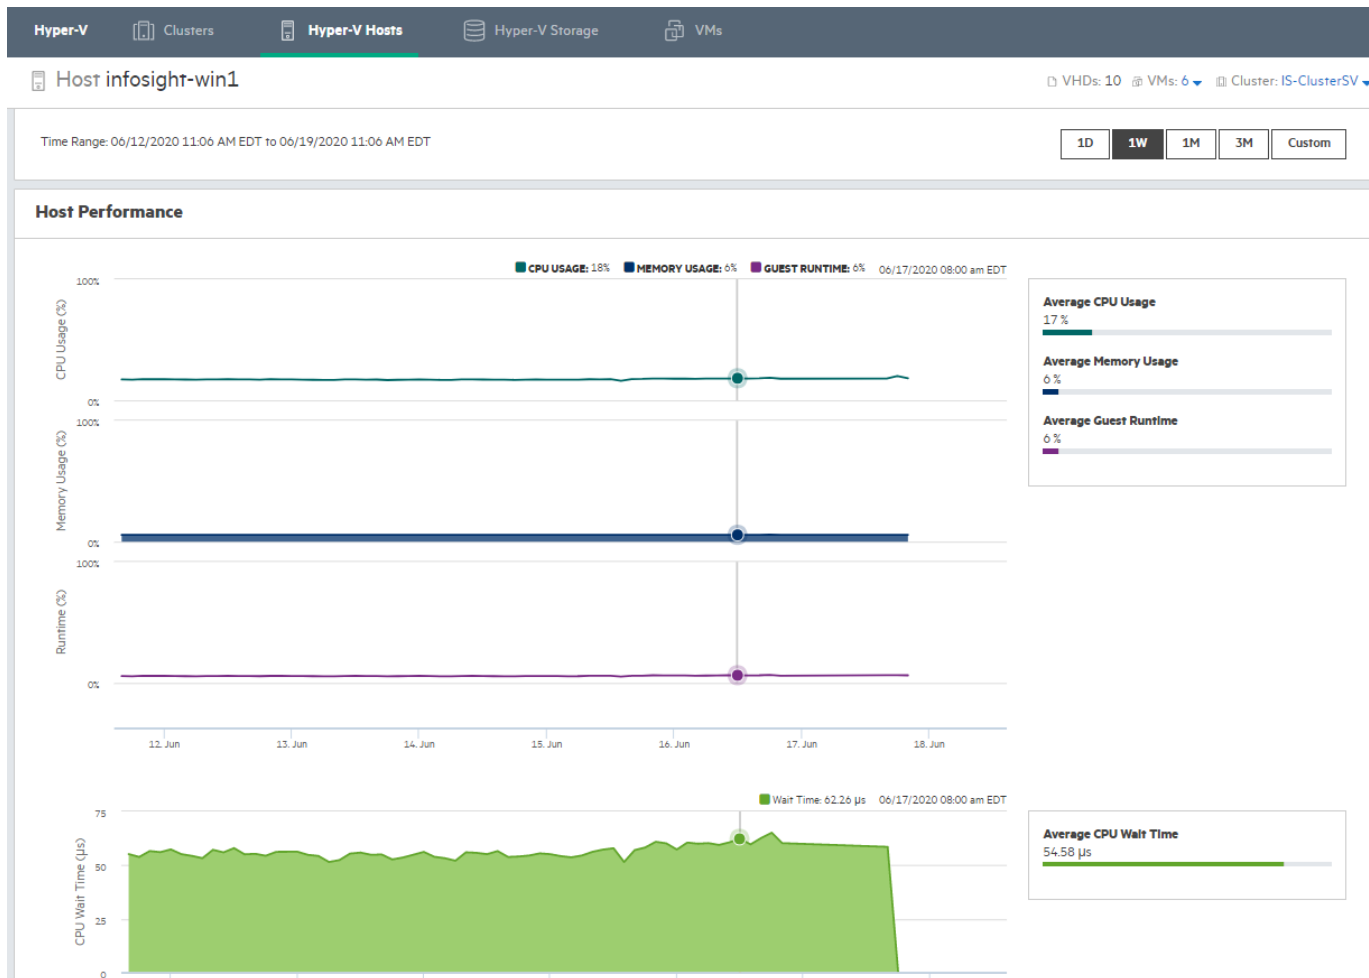 Hyper-V Clusters Hyper-V Hosts Hyper-V Storage VMs
Host infosight-win1
VHDs: 10 VMs: 6 Cluster: IS-ClusterSV
Time Range: 06/12/2020 11:06 AM EDT to 06/19/2020 11:06 AM EDT
1D 1W 1M 3M Custom
Host Performance
CPU USAGE: 18% MEMORY USAGE: 6% GUEST RUNTIME: 6% 06/17/2020 08:00 am EDT
100%
CPU Usage (%)
0%
100%
Memory Usage (%)
0%
100%
Runtime (%)
0%
12. Jun 13. Jun 14. Jun 15. Jun 16. Jun 17. Jun 18. Jun
Average CPU Usage
17 %
Average Memory Usage
6 %
Average Guest Runtime
6 %
Wait Time: 62.26 µs 06/17/2020 08:00 am EDT
75
50
25
0
CPU Wait Time (µs)
Average CPU Wait Time
54.58 µs